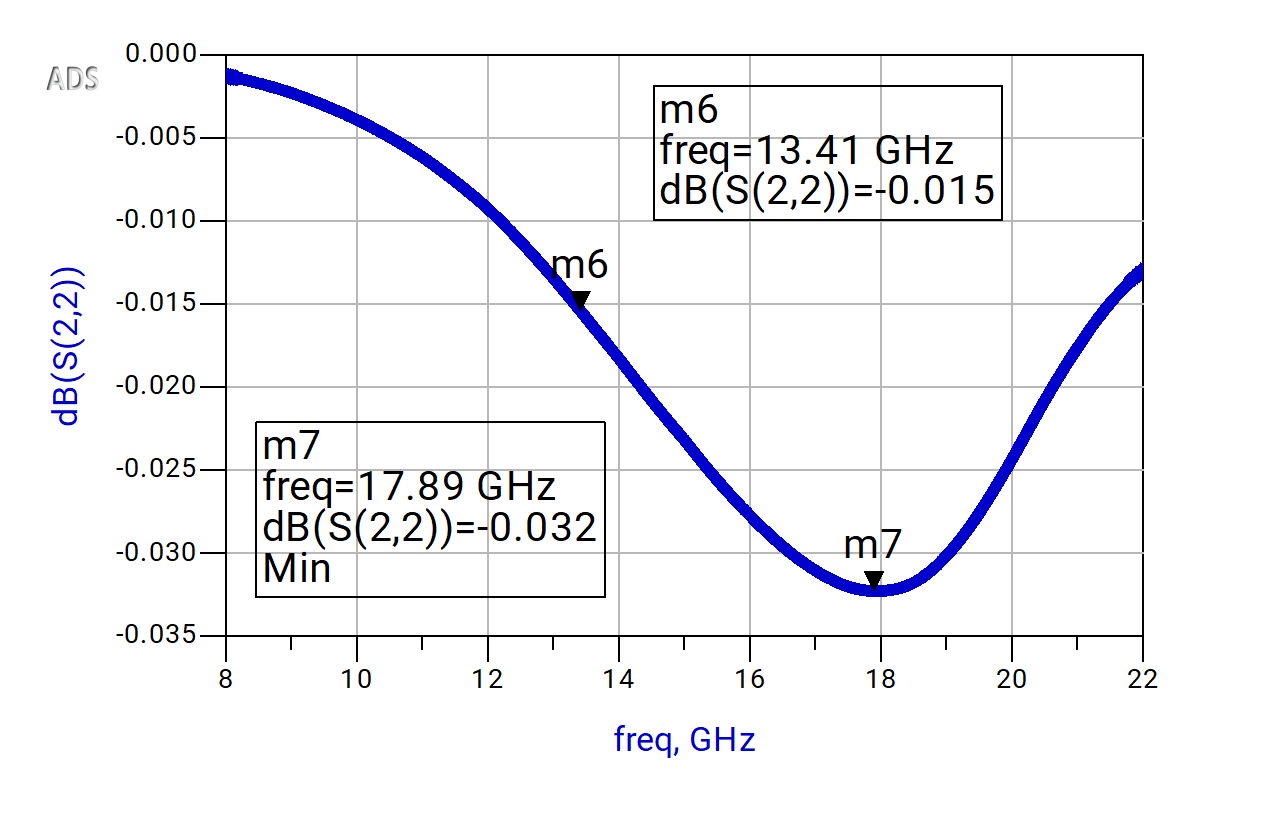 ADS
0.000
-0.005
-0.010
-0.015
-0.020
-0.025
-0.030
-0.035
dB(S(2,2))
m6
freq=13.41 GHz
dB(S(2,2))=-0.015
m6
m7
freq=17.89 GHz
dB(S(2,2))=-0.032
Min
m7
8 10 12 14 16 18 20 22
freq, GHz